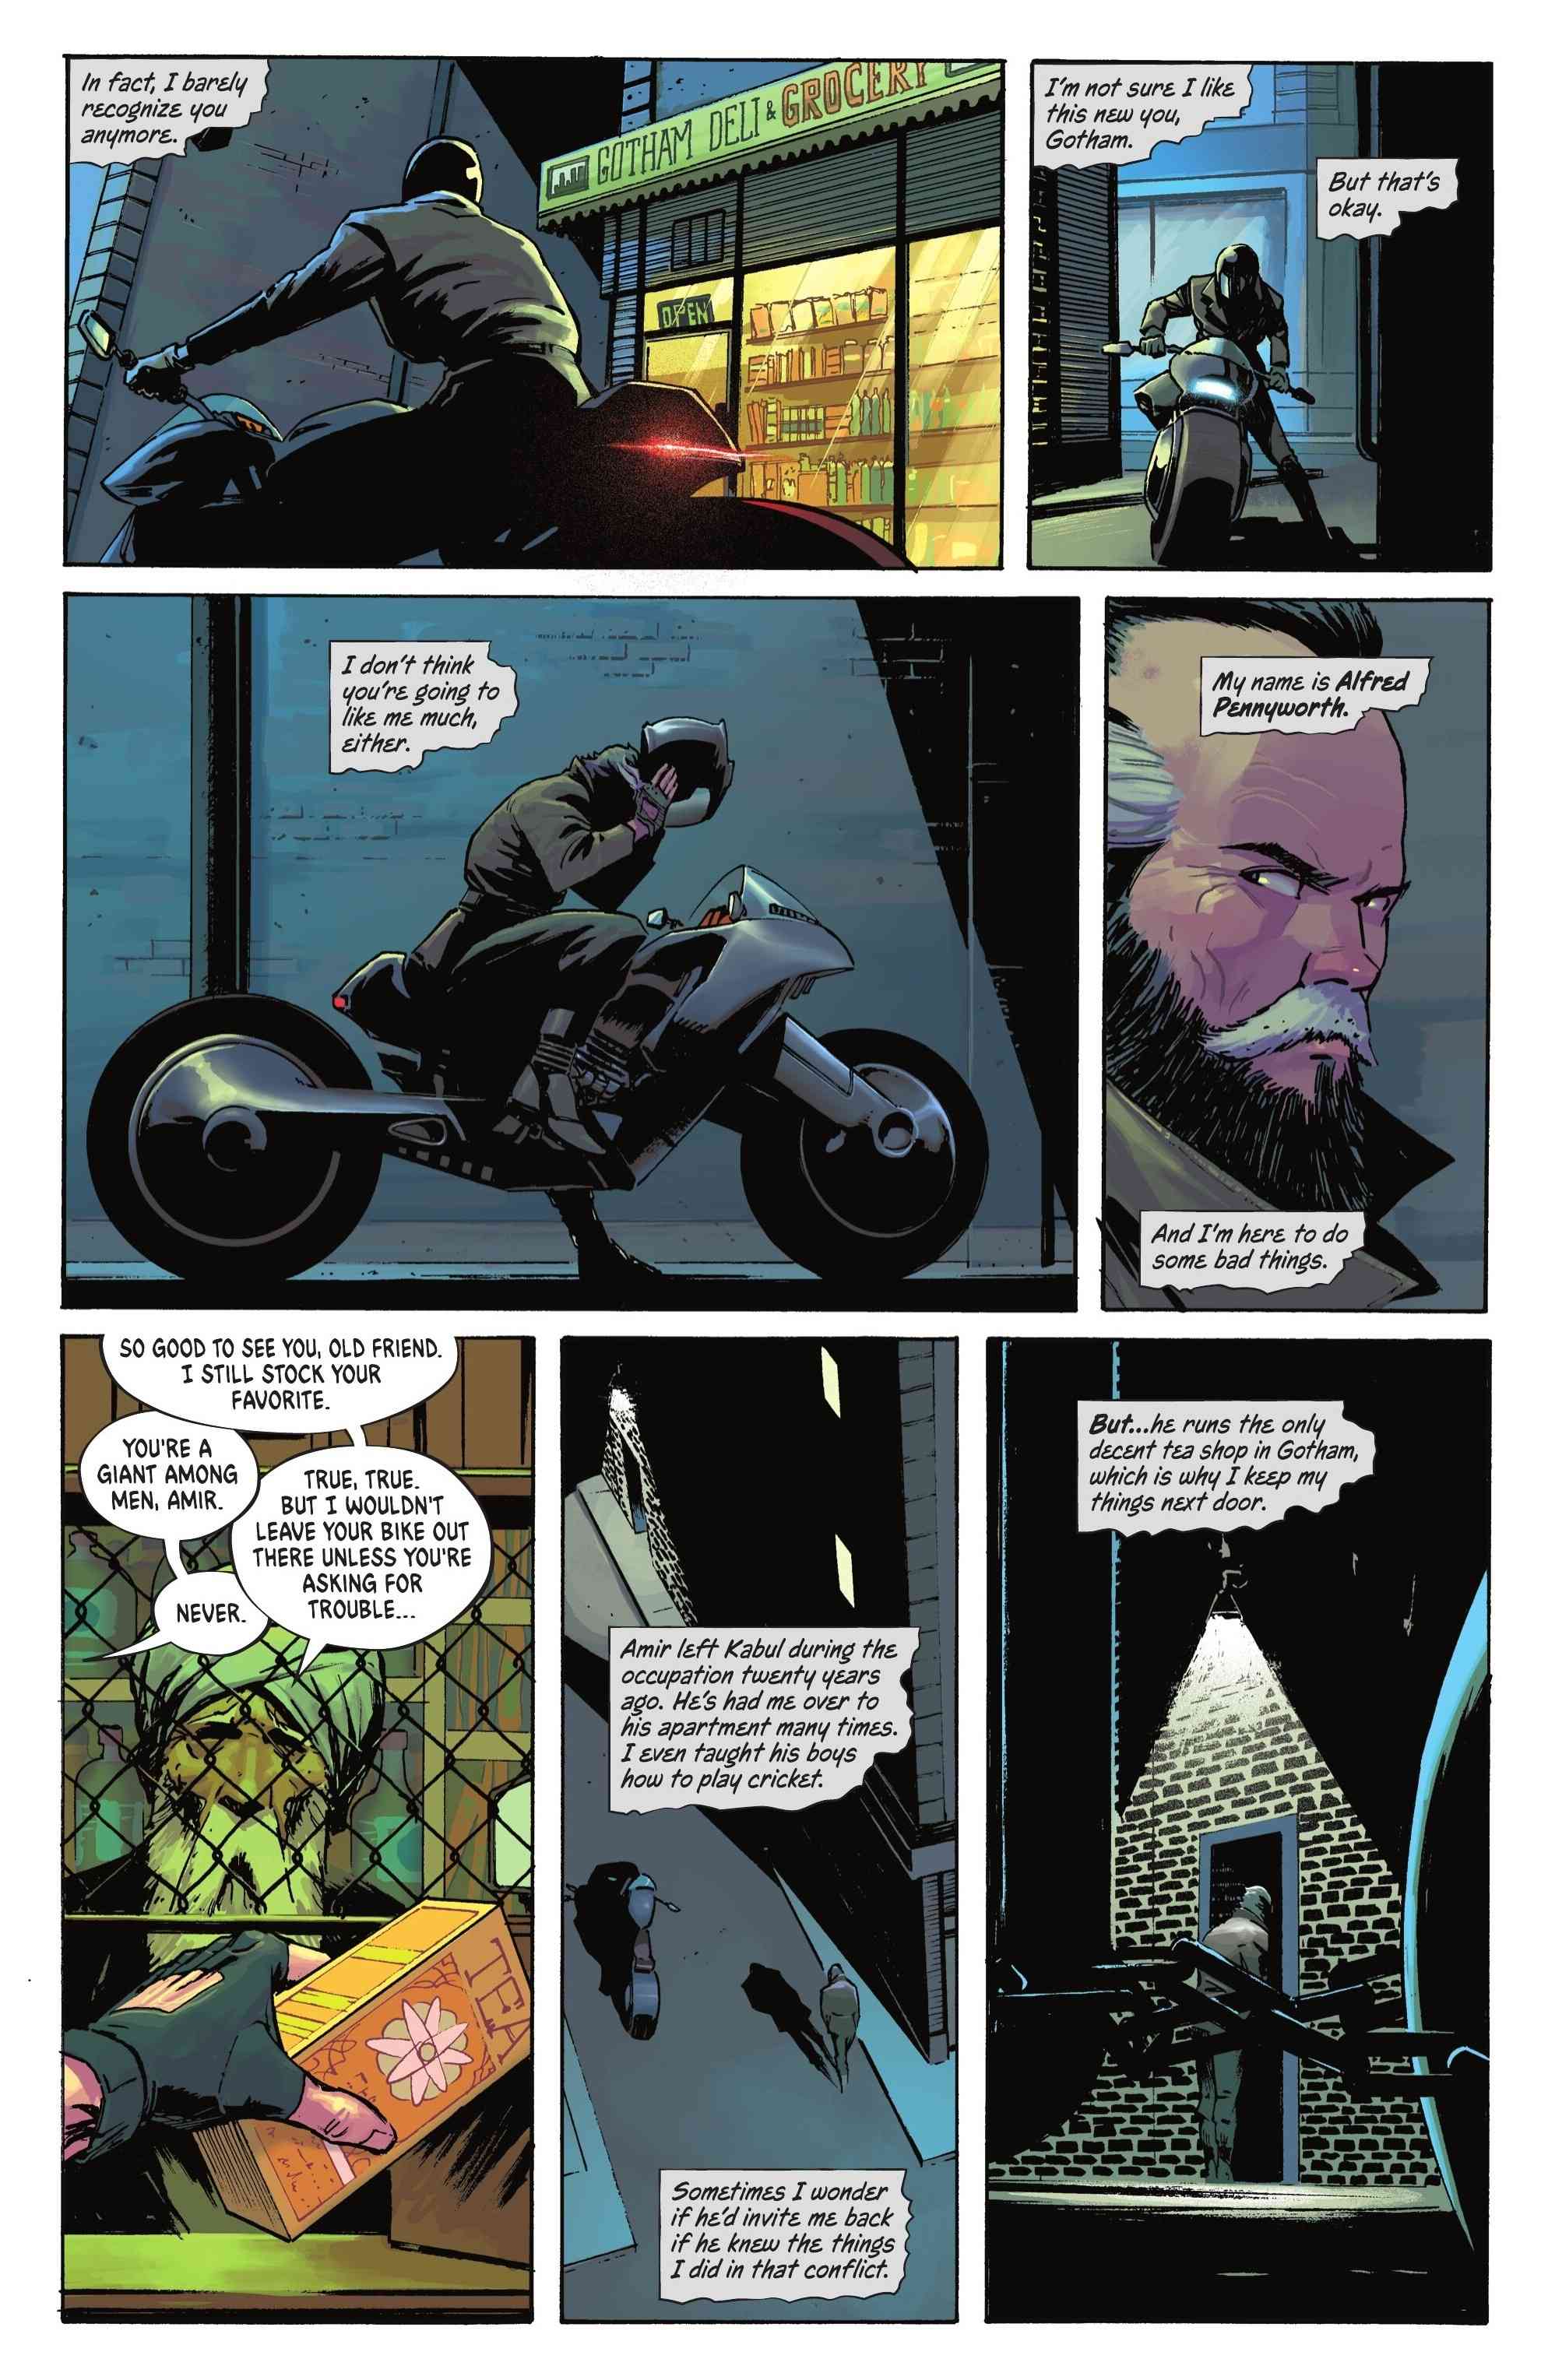 In fact, I barely
recognize you
anymore.
GOTHAM DELI & GROCERY
OPEN
I'm not sure I like
this new you,
Gotham.
But that's
okay.
I don't think
you're going to
like me much,
either.
My name is Alfred
Pennyworth.
And I'm here to do
some bad things.
SO GOOD TO SEE YOU, OLD FRIEND.
I STILL STOCK YOUR
FAVORITE.
YOU'RE A
GIANT AMONG
MEN, AMIR.
TRUE, TRUE.
BUT I WOULDN'T
LEAVE YOUR BIKE OUT
THERE UNLESS YOU'RE
ASKING FOR
TROUBLE...
NEVER.
TEA
Amir left Kabul during the
occupation twenty years
ago. He's had me over to
his apartment many times.
I even taught his boys
how to play cricket.
Sometimes I wonder
if he'd invite me back
if he knew the things
I did in that conflict.
But...he runs the only
decent tea shop in Gotham,
which is why I keep my
things next door.